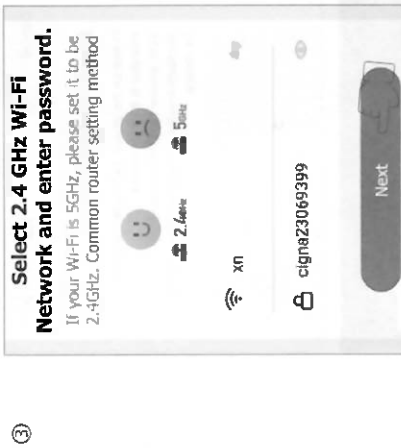 ③
Select 2.4 GHz Wi-Fi
Network and enter password.
If your Wi-Fi is 5GHz, please set it to be
2.4GHz. Common router setting method
2.4GHz 5GHz
xn
cigna23069399
Next